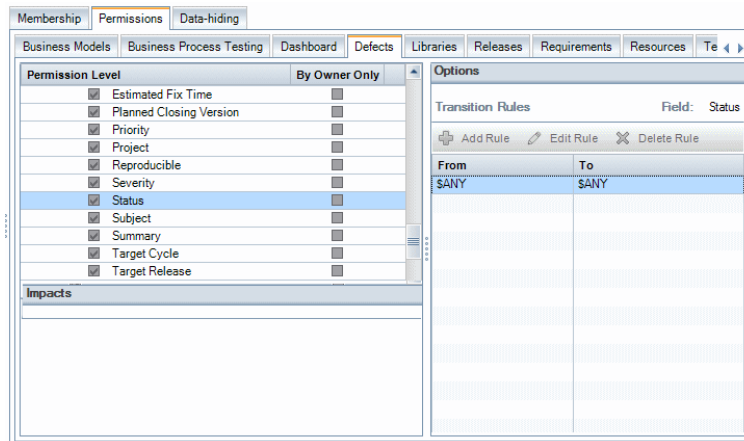 Membership Permissions Data-hiding
Business Models Business Process Testing Dashboard Defects Libraries Releases Requirements Resources Te
Permission Level By Owner Only
Estimated Fix Time
Planned Closing Version
Priority
Project
Reproducible
Severity
Status
Subject
Summary
Target Cycle
Target Release
Impacts
Options
Transition Rules Field: Status
Add Rule Edit Rule Delete Rule
From To
$ANY $ANY